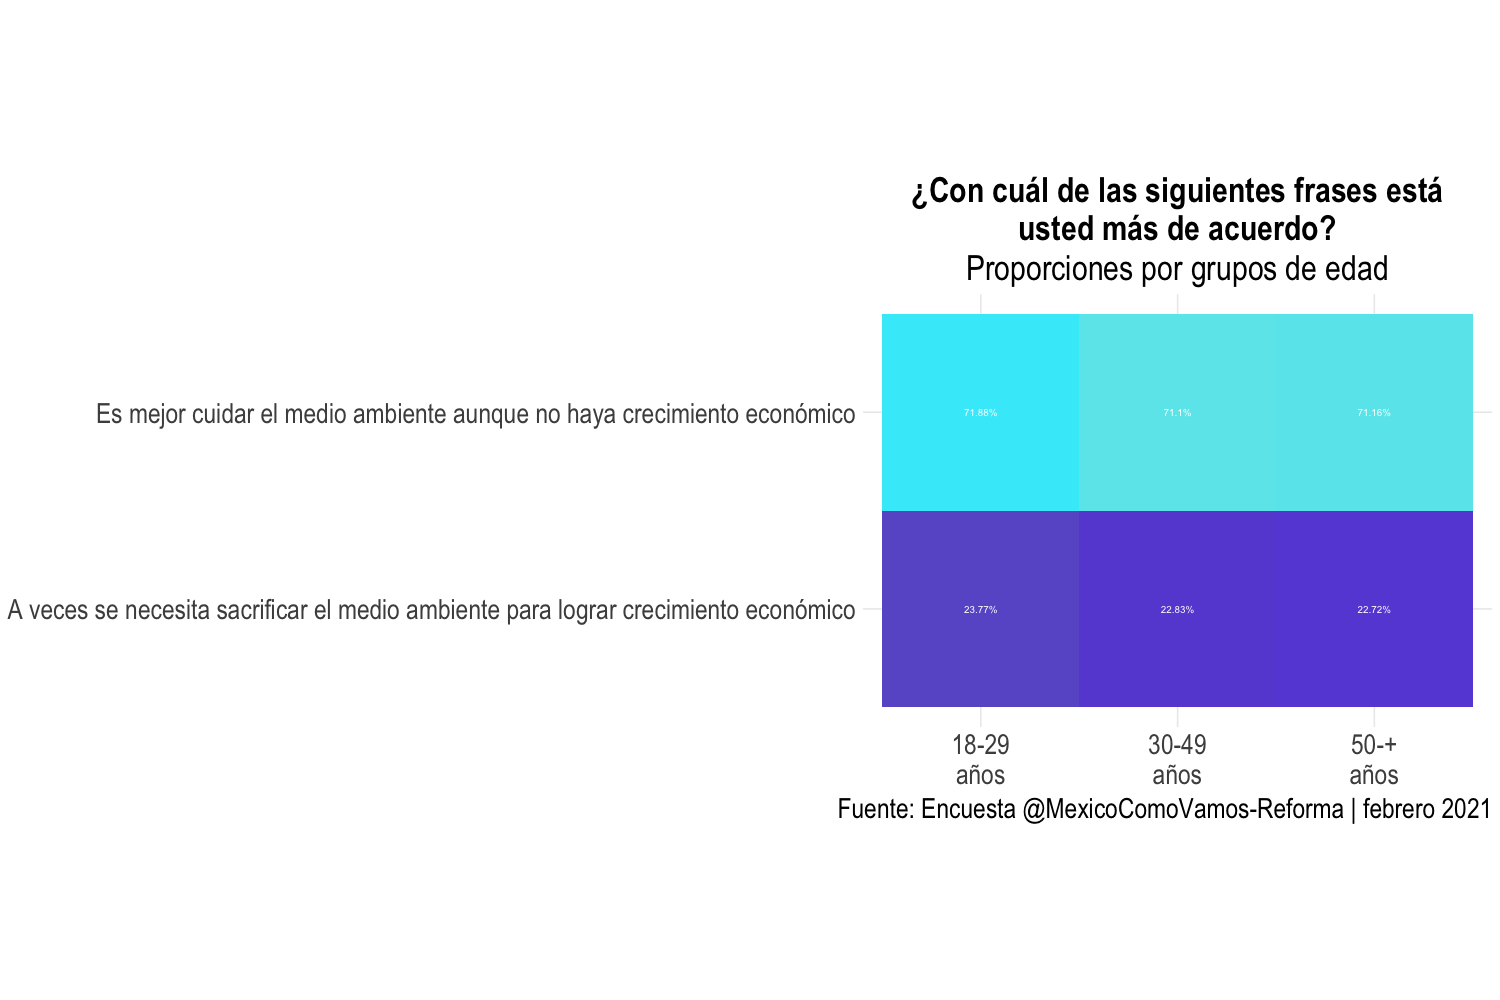 ¿Con cuál de las siguientes frases está
usted más de acuerdo?
Proporciones por grupos de edad
Es mejor cuidar el medio ambiente aunque no haya crecimiento económico
71.88%
71.1%
71.16%
A veces se necesita sacrificar el medio ambiente para lograr crecimiento económico
23.77%
22.83%
22.72%
18-29
años
30-49
años
50-+
años
Fuente: Encuesta @MexicoComoVamos-Reforma | febrero 2021